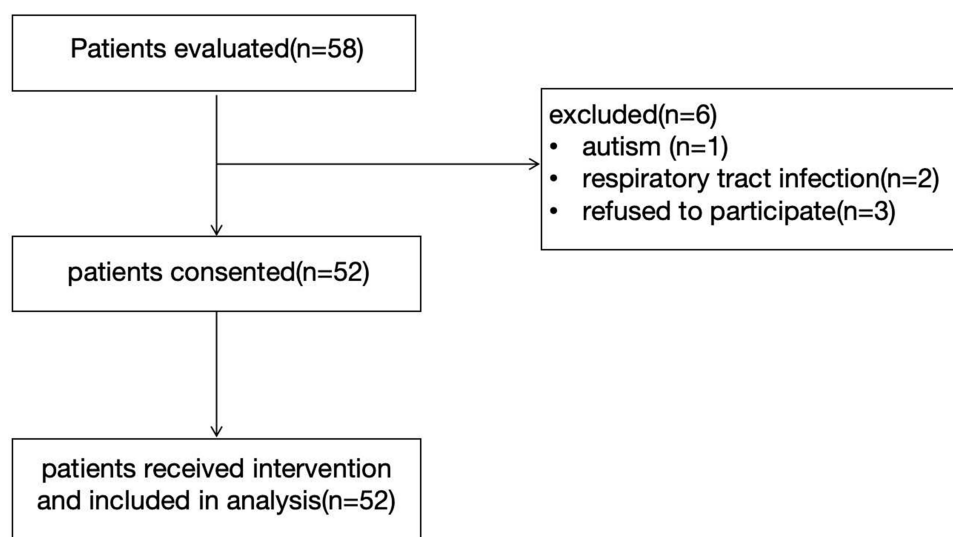 Patients evaluated(n=58)
excluded(n=6)
• autism (n=1)
• respiratory tract infection(n=2)
• refused to participate(n=3)
patients consented(n=52)
patients received intervention
and included in analysis(n=52)